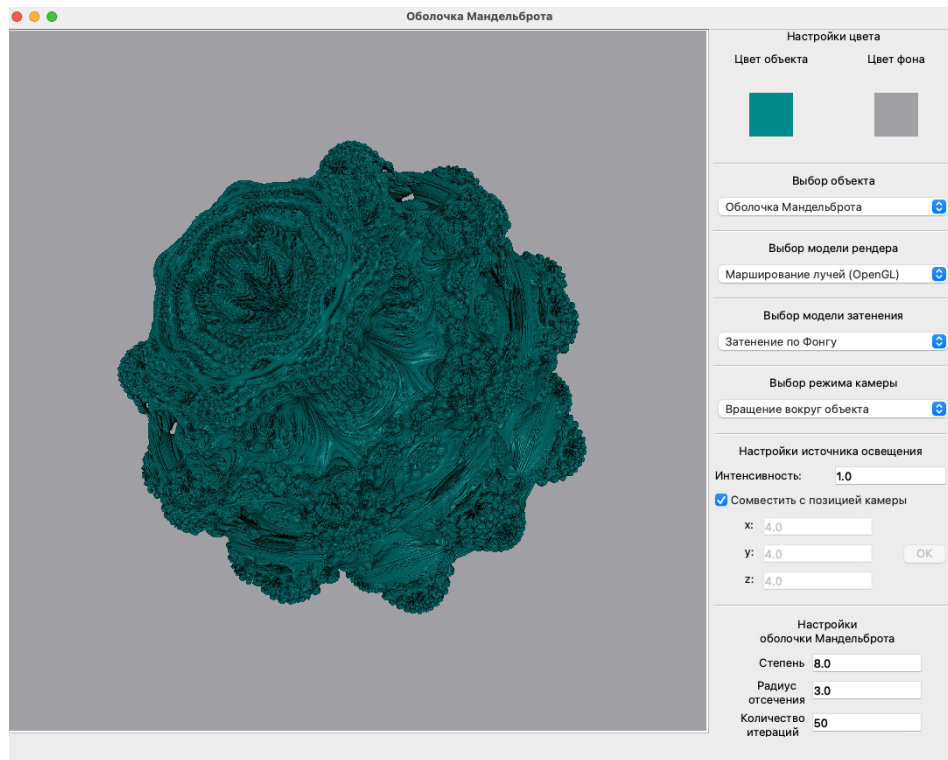 Оболочка Мандельброта
Настройки цвета
Цвет объекта Цвет фона
Выбор объекта
Оболочка Мандельброта
Выбор модели рендера
Марширование лучей (OpenGL)
Выбор модели затенения
Затенение по Фонгу
Выбор режима камеры
Вращение вокруг объекта
Настройки источника освещения
Интенсивность: 1.0
Сомвестить с позицией камеры
x: 4.0
y: 4.0 OK
z: 4.0
Настройки
оболочки Мандельброта
Степень 8.0
Радиус
отсечения 3.0
Количество
итераций 50